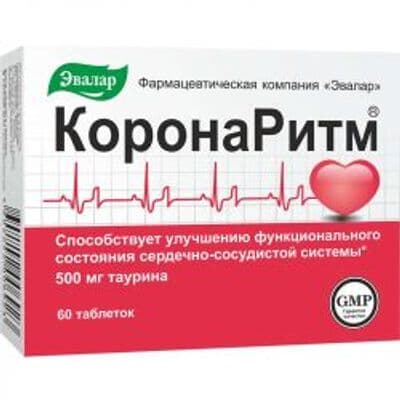 Эвалар
Фармацевтическая компания «Эвалар»
КоронаРитм®
Способствует улучшению функционального
состояния сердечно-сосудистой системы*
500 мг таурина
60 таблеток
GMP